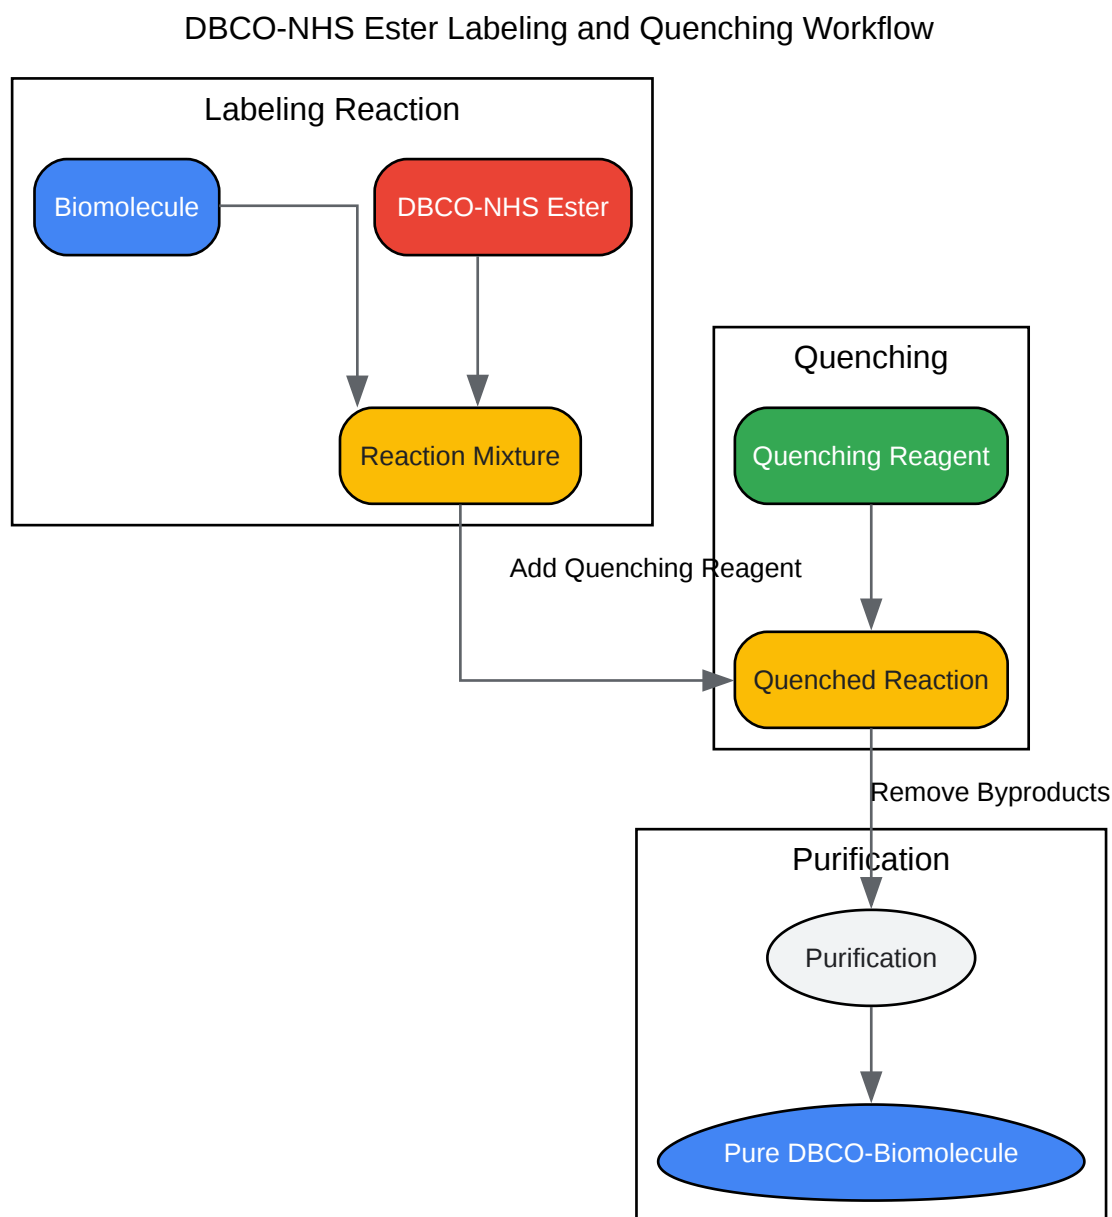 DBCO-NHS Ester Labeling and Quenching Workflow
Labeling Reaction
Biomolecule
DBCO-NHS Ester
Reaction Mixture
Quenching
Quenching Reagent
Add Quenching Reagent
Quenched Reaction
Remove Byproducts
Purification
Purification
Pure DBCO-Biomolecule